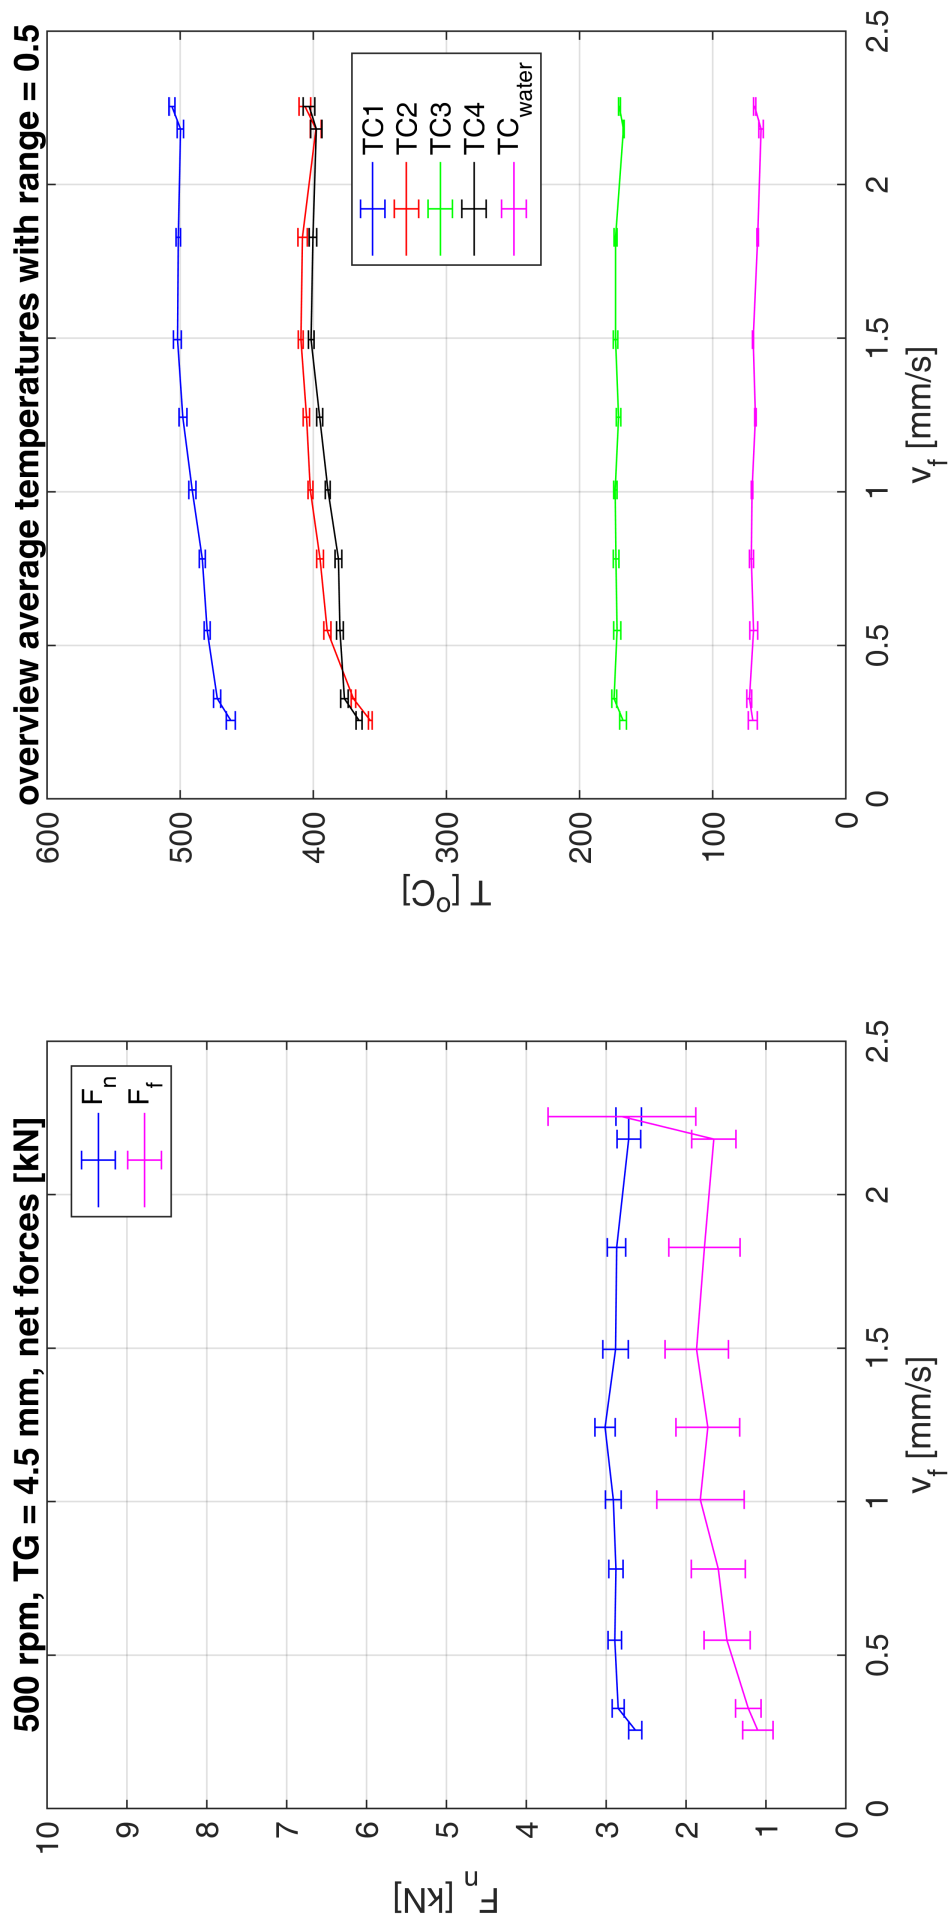 500 rpm, TG = 4.5 mm, net forces [kN]
10
9
8
7
6
5
4
3
2
1
0
F_n [kN]
0
0.5
1
1.5
2
2.5
v_f [mm/s]
F_n
F_f
overview average temperatures with range = 0.5
600
500
400
300
200
100
0
T [°C]
0
0.5
1
1.5
2
2.5
v_f [mm/s]
TC1
TC2
TC3
TC4
TC_water